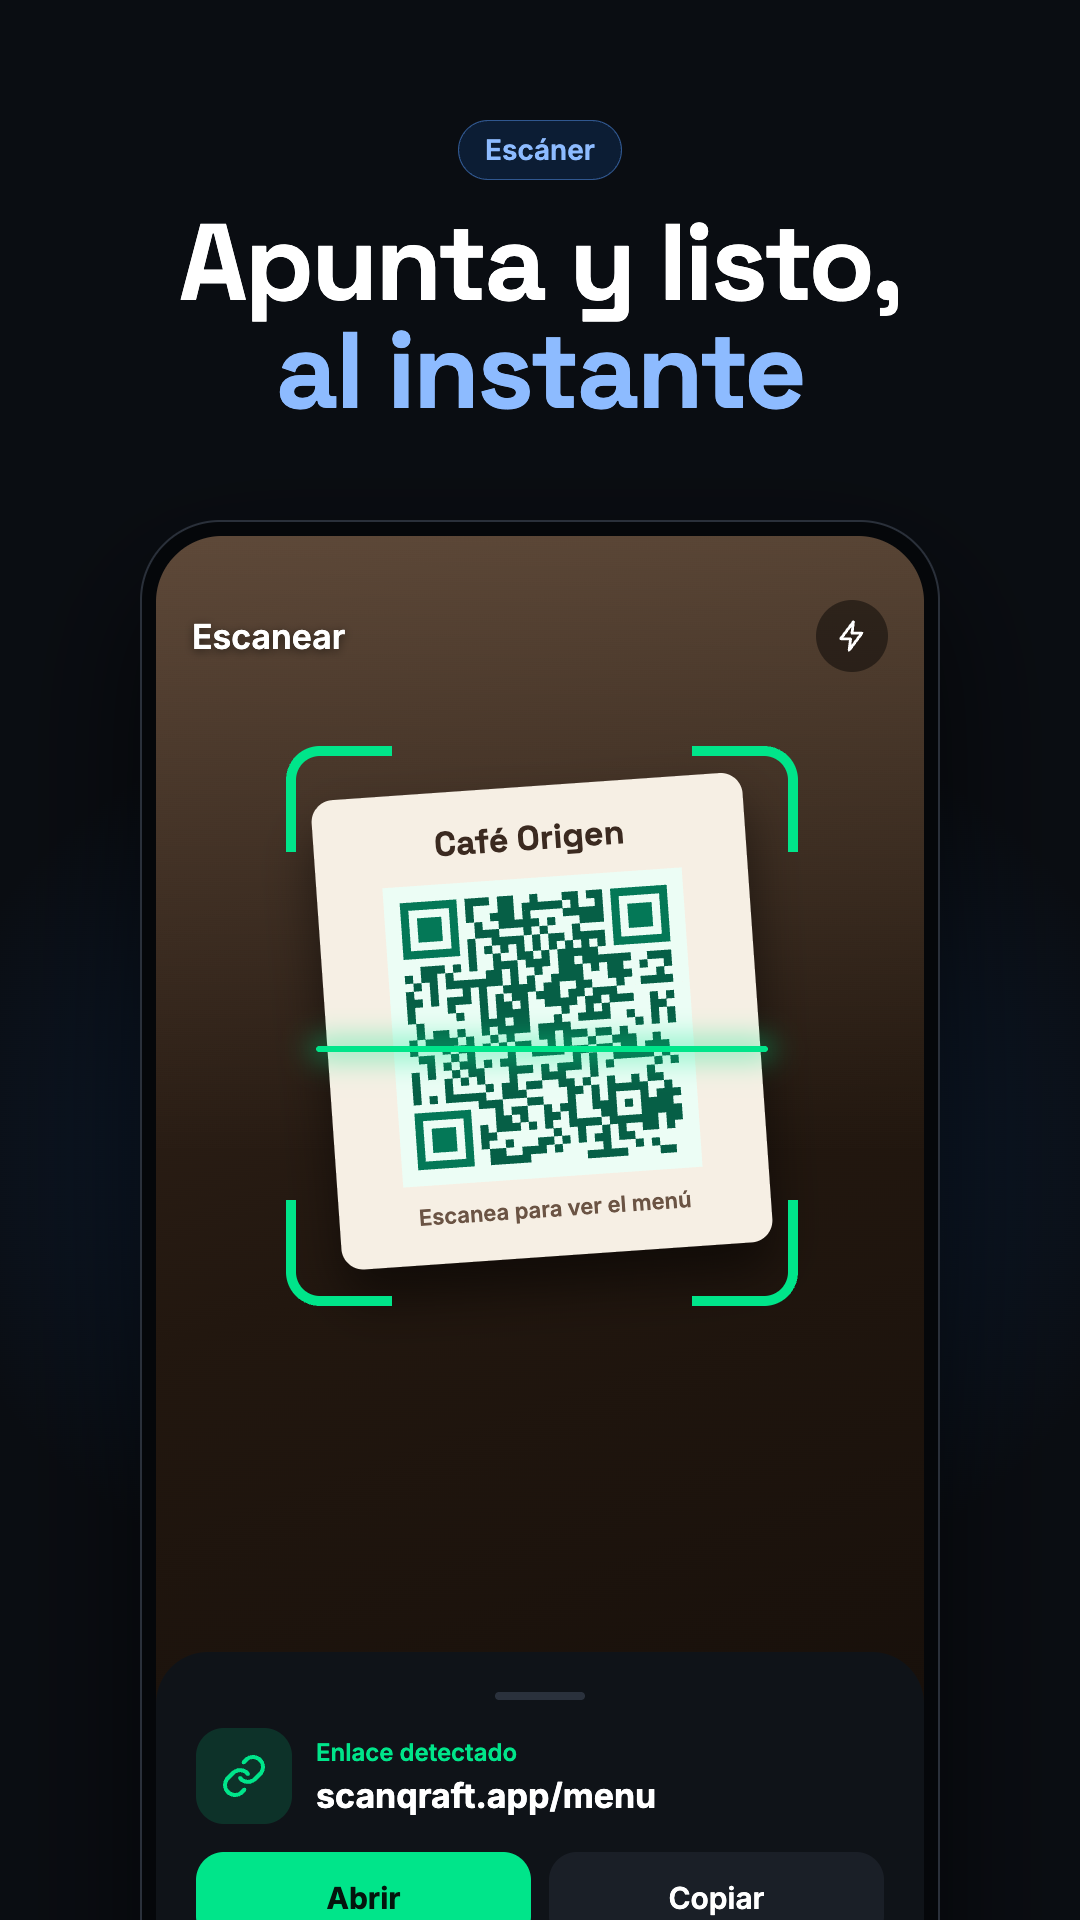 Escáner
Apunta y listo,
al instante
Escanear
Café Origen
Escanea para ver el menú
Enlace detectado
scanqraft.app/menu
Abrir
Copiar